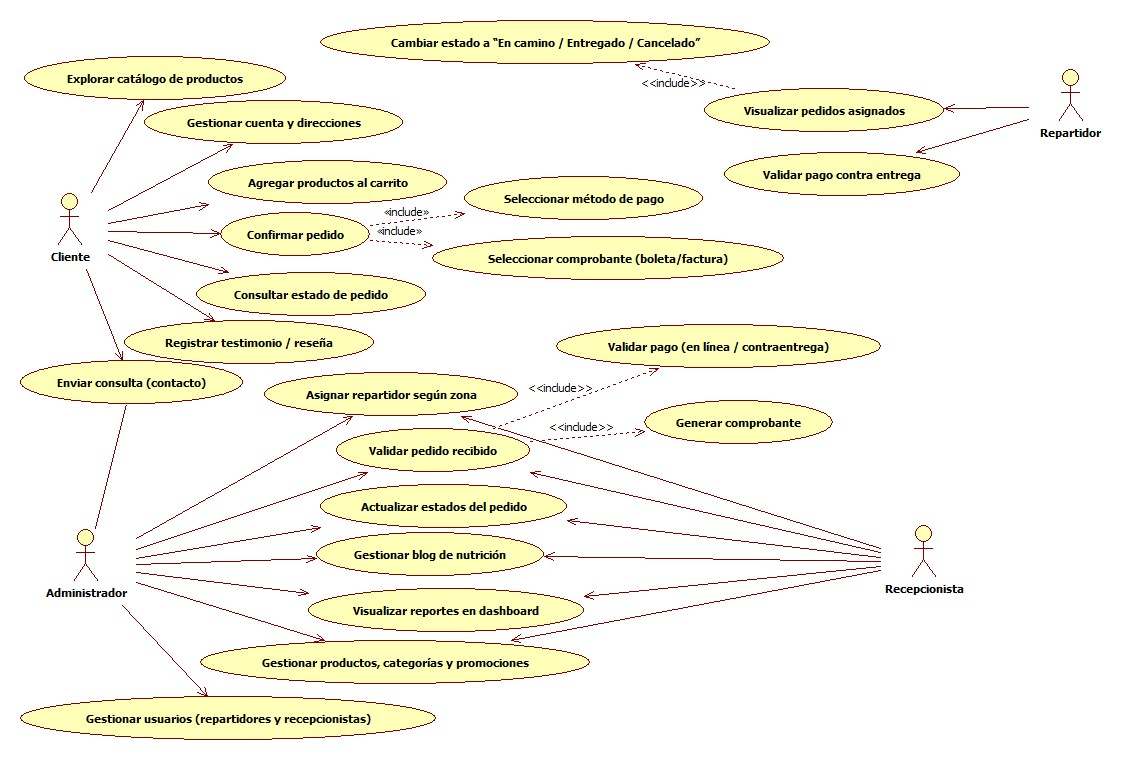 Cambiar estado a “En camino / Entregado / Cancelado”
Explorar catálogo de productos
<<include>>
Visualizar pedidos asignados
Gestionar cuenta y direcciones
Repartidor
Validar pago contra entrega
Agregar productos al carrito
Seleccionar método de pago
«include»
«include»
Confirmar pedido
Cliente
Seleccionar comprobante (boleta/factura)
Consultar estado de pedido
Registrar testimonio / reseña
Validar pago (en línea / contraentrega)
Enviar consulta (contacto)
<<include>>
Asignar repartidor según zona
Generar comprobante
<<include>>
Validar pedido recibido
Actualizar estados del pedido
Gestionar blog de nutrición
Administrador
Recepcionista
Visualizar reportes en dashboard
Gestionar productos, categorías y promociones
Gestionar usuarios (repartidores y recepcionistas)